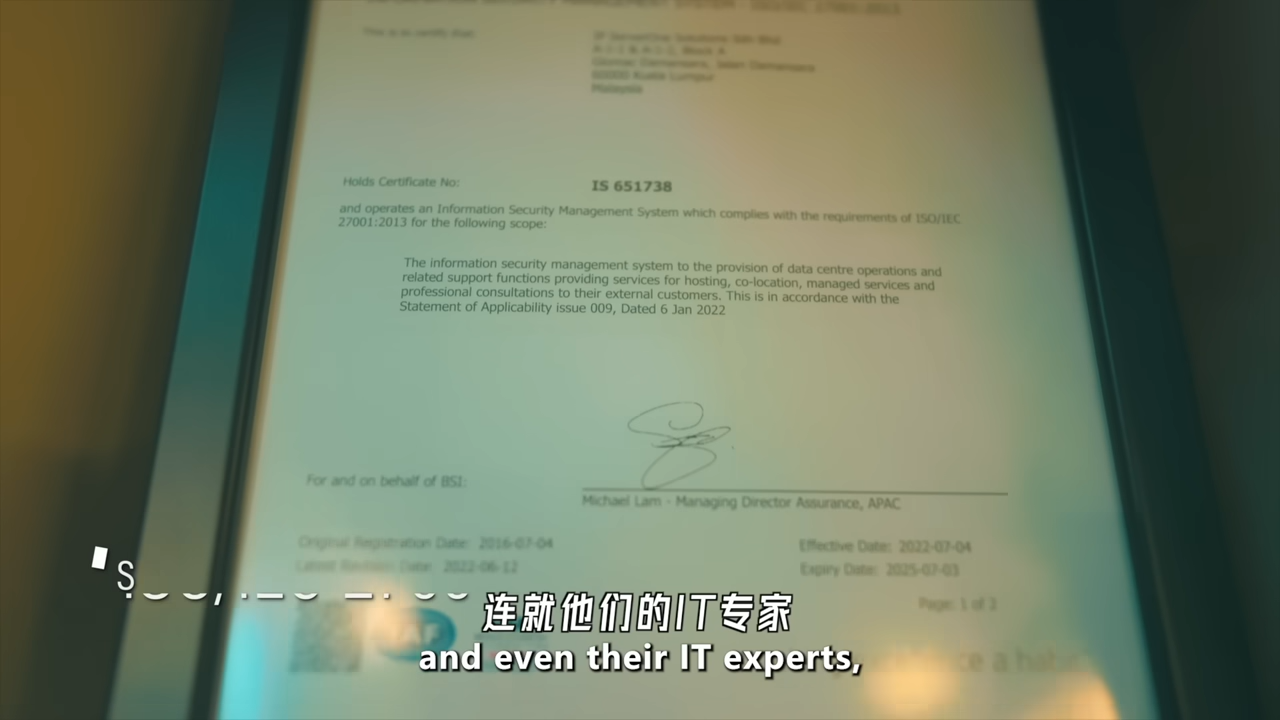 This is to certify that:
Kuala Lumpur
Malaysia
Holds Certificate No:
IS 651738
and operates an Information Security Management System which complies with the requirements of ISO/IEC
27001:2013 for the following scope:
The information security management system to the provision of data centre operations and
related support functions providing services for hosting, co-location, managed services and
professional consultations to their external customers. This is in accordance with the
Statement of Applicability issue 009, Dated 6 Jan 2022
For and on behalf of BSI:
Michael Lam - Managing Director Assurance, APAC
Original Registration Date: 2016-07-04
Effective Date: 2022-07-04
Latest Revision Date: 2022-06-12
Expiry Date: 2025-07-03
Page: 1 of 2
连就他们的IT专家
and even their IT experts,